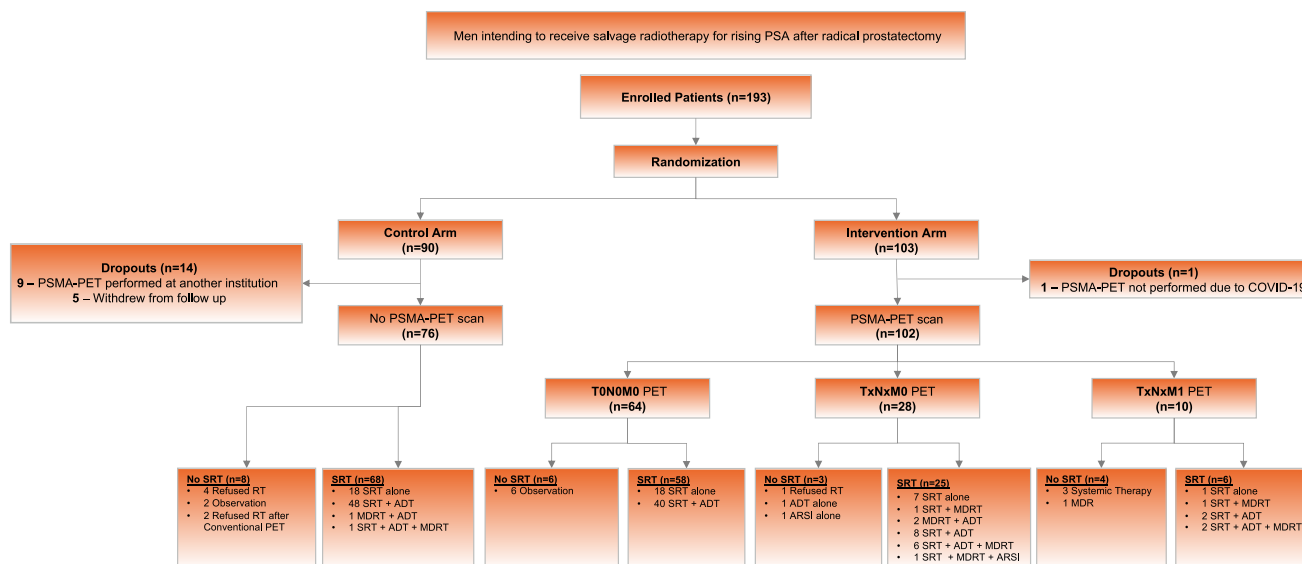 Men intending to receive salvage radiotherapy for rising PSA after radical prostatectomy
Enrolled Patients (n=193)
Randomization
Control Arm
(n=90)
Intervention Arm
(n=103)
Dropouts (n=14)
9 – PSMA-PET performed at another institution
5 – Withdrew from follow up
Dropouts (n=1)
1 – PSMA-PET not performed due to COVID-19
No PSMA-PET scan
(n=76)
PSMA-PET scan
(n=102)
T0N0M0 PET
(n=64)
TxNxM0 PET
(n=28)
TxNxM1 PET
(n=10)
No SRT (n=8)
• 4 Refused RT
• 2 Observation
• 2 Refused RT after
Conventional PET
SRT (n=68)
• 18 SRT alone
• 48 SRT + ADT
• 1 MDRT + ADT
• 1 SRT + ADT + MDRT
No SRT (n=6)
• 6 Observation
SRT (n=58)
• 18 SRT alone
• 40 SRT + ADT
No SRT (n=3)
• 1 Refused RT
• 1 ADT alone
• 1 ARSI alone
SRT (n=25)
• 7 SRT alone
• 1 SRT + MDRT
• 2 MDRT + ADT
• 8 SRT + ADT
• 6 SRT + ADT + MDRT
• 1 SRT + MDRT + ARSI
No SRT (n=4)
• 3 Systemic Therapy
• 1 MDR
SRT (n=6)
• 1 SRT alone
• 1 SRT + MDRT
• 2 SRT + ADT
• 2 SRT + ADT + MDRT